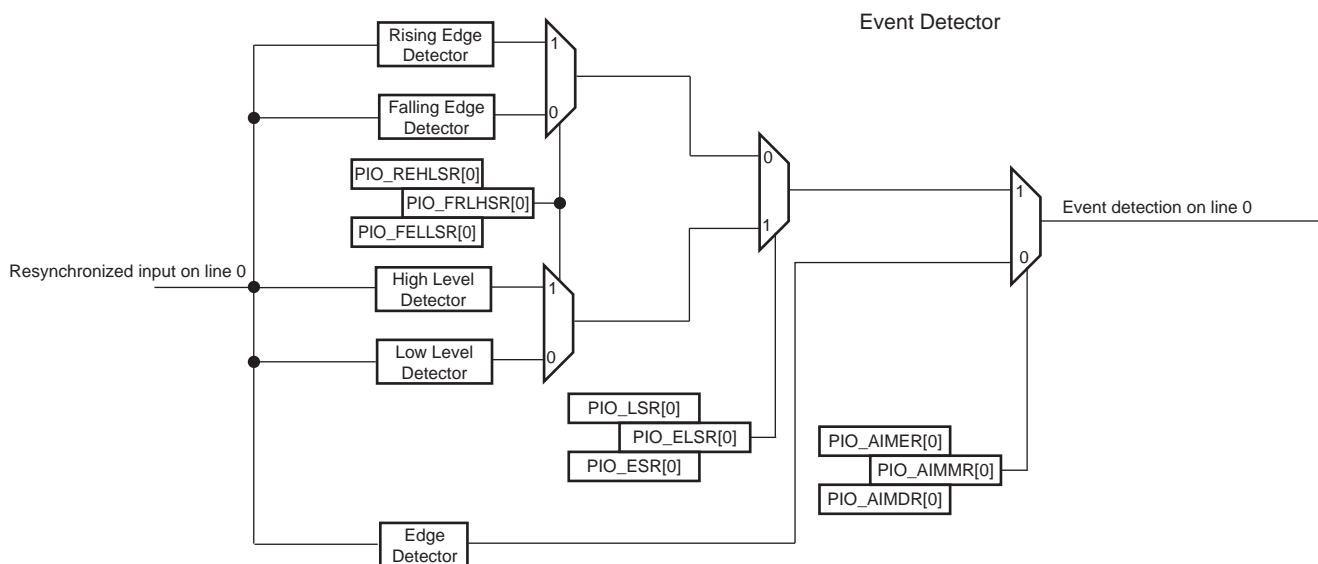 Event Detector
Rising Edge
Detector
1
Falling Edge
Detector
0
0
PIO_REHLSR[0]
PIO_FRLHSR[0]
PIO_FELLSR[0]
1
1
Event detection on line 0
0
Resynchronized input on line 0
High Level
Detector
1
Low Level
Detector
0
PIO_LSR[0]
PIO_ELSR[0]
PIO_ESR[0]
PIO_AIMER[0]
PIO_AIMMR[0]
PIO_AIMDR[0]
Edge
Detector